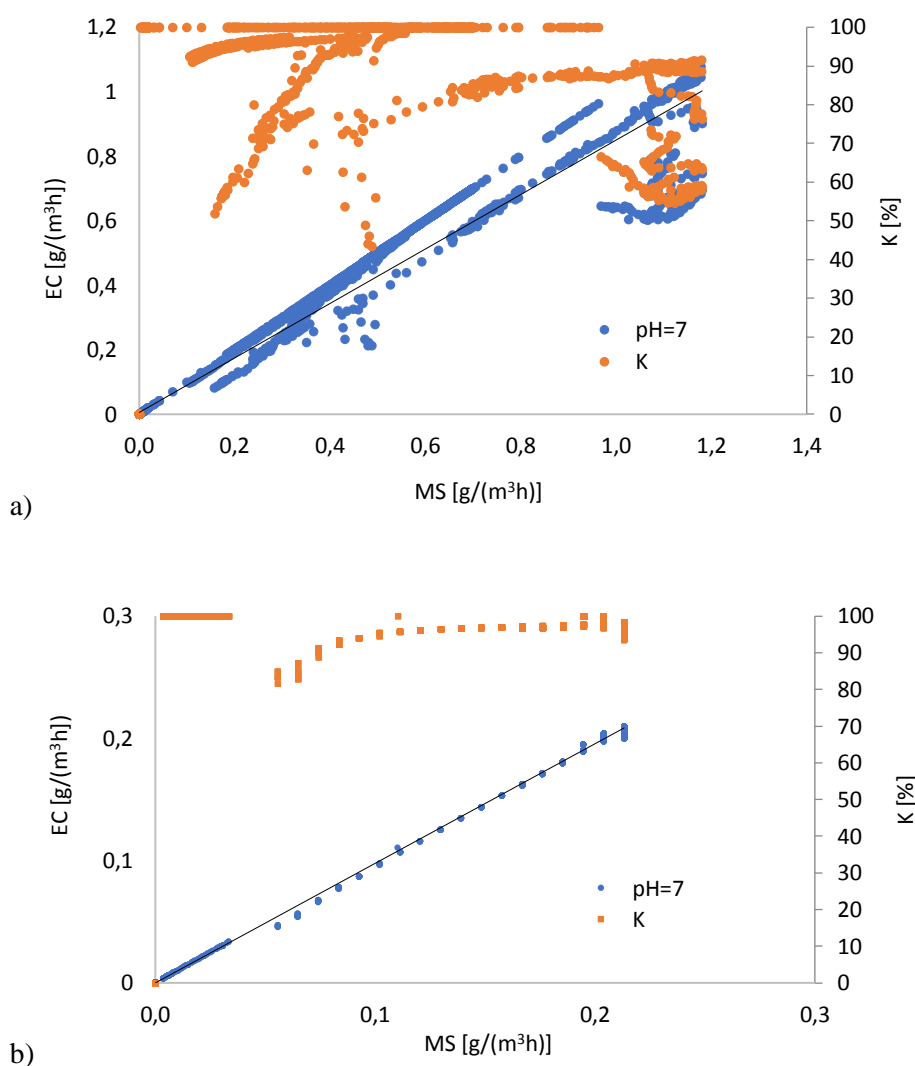 1,2
1
0,8
0,6
0,4
0,2
0
EC [g/(m³h])
100
90
80
70
60
50
40
30
20
10
0
K [%]
pH=7
K
0,0 0,2 0,4 0,6 0,8 1,0 1,2 1,4
MS [g/(m³h)]
a)
0,3
0,2
0,1
0
EC [g/(m³h])
100
90
80
70
60
50
40
30
20
10
0
K [%]
pH=7
K
0,0 0,1 0,2 0,3
MS [g/(m³h)]
b)